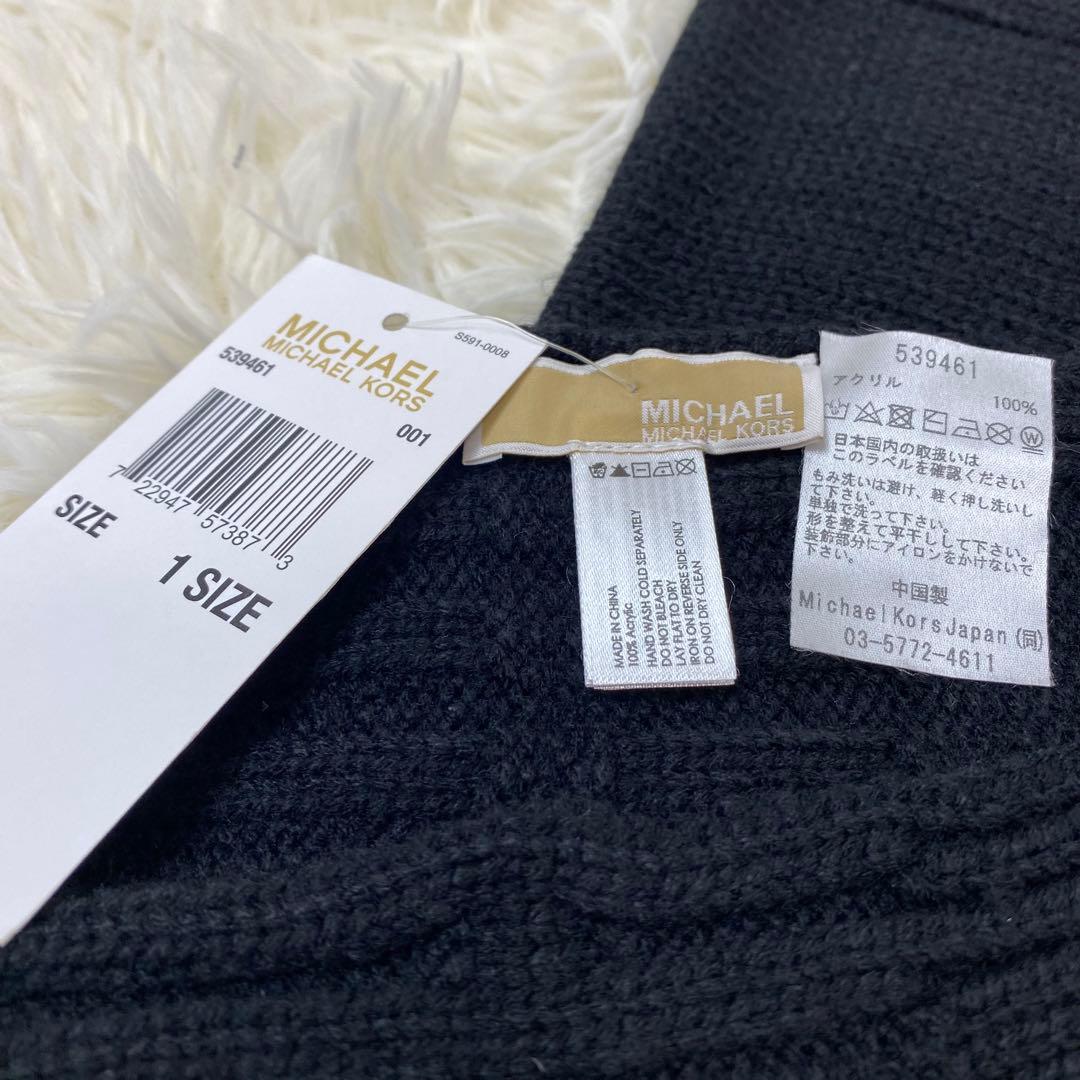 S591-0008
MICHAEL
MICHAEL KORS
539461
001
7 22947 57387 3
SIZE
1 SIZE
MICHAEL
MICHAEL KORS
MADE IN CHINA
100% Acrylic
HAND WASH COLD SEPARATELY
DO NOT BLEACH
LAY FLAT TO DRY
IRON ON REVERSE SIDE ONLY
DO NOT DRY CLEAN
539461
アクリル 100%
日本国内の取扱いは
このラベルを確認ください
もみ洗いは避け、軽く押し洗いし
て下さい。
単独で洗って下さい。
形を整えて平干しして下さい。
装飾部分にアイロンをかけないで
下さい。
中国製
MichaelKorsJapan(同)
03-5772-4611